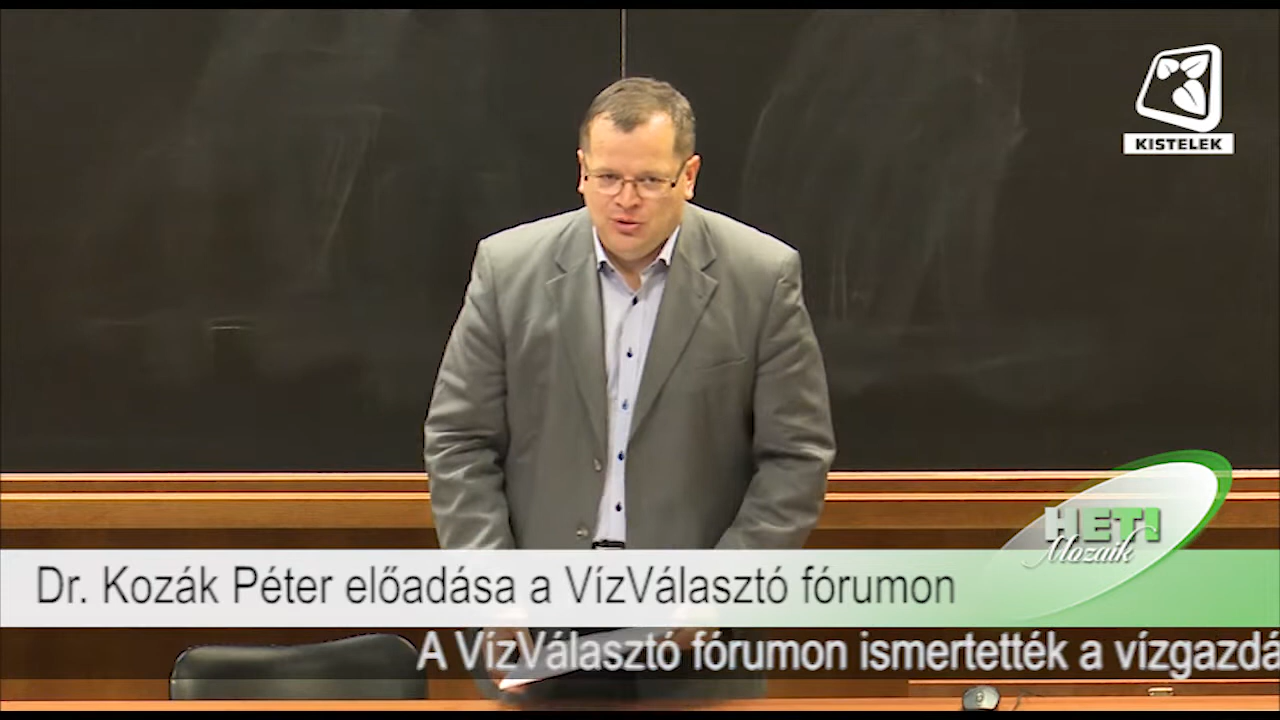 KISTELEK
HETI
Mozaik
Dr. Kozák Péter előadása a VízVálasztó fórumon
A VízVálasztó fórumon ismertették a vízgazdá